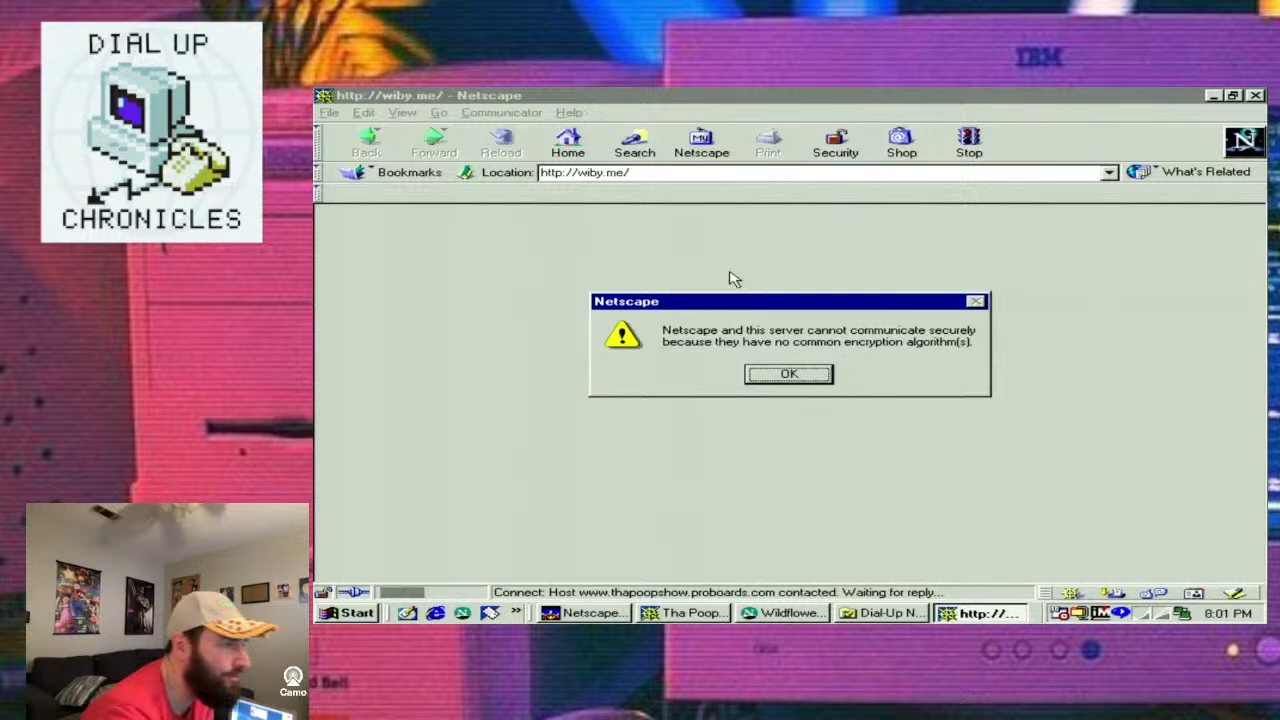 DIAL UP
CHRONICLES
IBM
http://wiby.me/ - Netscape
File Edit View Go Communicator Help
Back Forward Reload Home Search Netscape Print Security Shop Stop
My
N
Bookmarks Location: http://wiby.me/ What's Related
Netscape
Netscape and this server cannot communicate securely
because they have no common encryption algorithm(s).
OK
Connect: Host www.thapoopshow.proboards.com contacted. Waiting for reply...
Start Netscape... Tha Poop... Wildflowe... Dial-Up N... http://... 8:01 PM
Camo
Bell